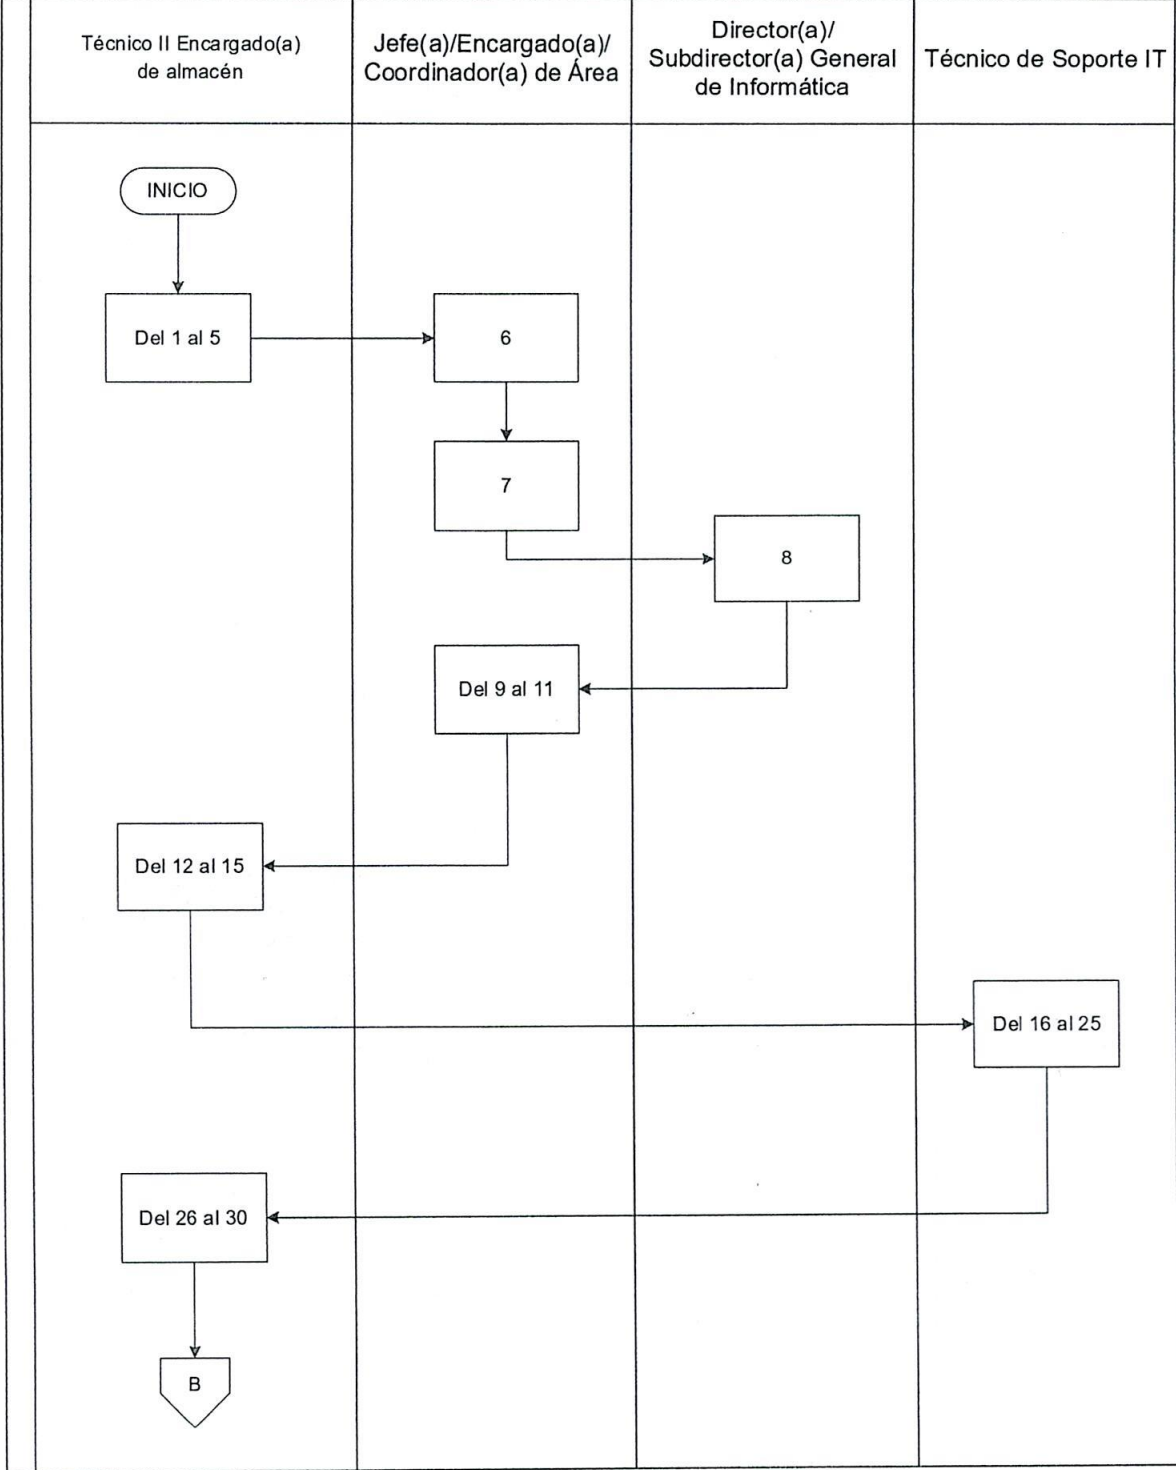 Técnico II Encargado(a)
de almacén
Jefe(a)/Encargado(a)/
Coordinador(a) de Área
Director(a)/
Subdirector(a) General
de Informática
Técnico de Soporte IT
INICIO
Del 1 al 5
6
7
8
Del 9 al 11
Del 12 al 15
Del 16 al 25
Del 26 al 30
B